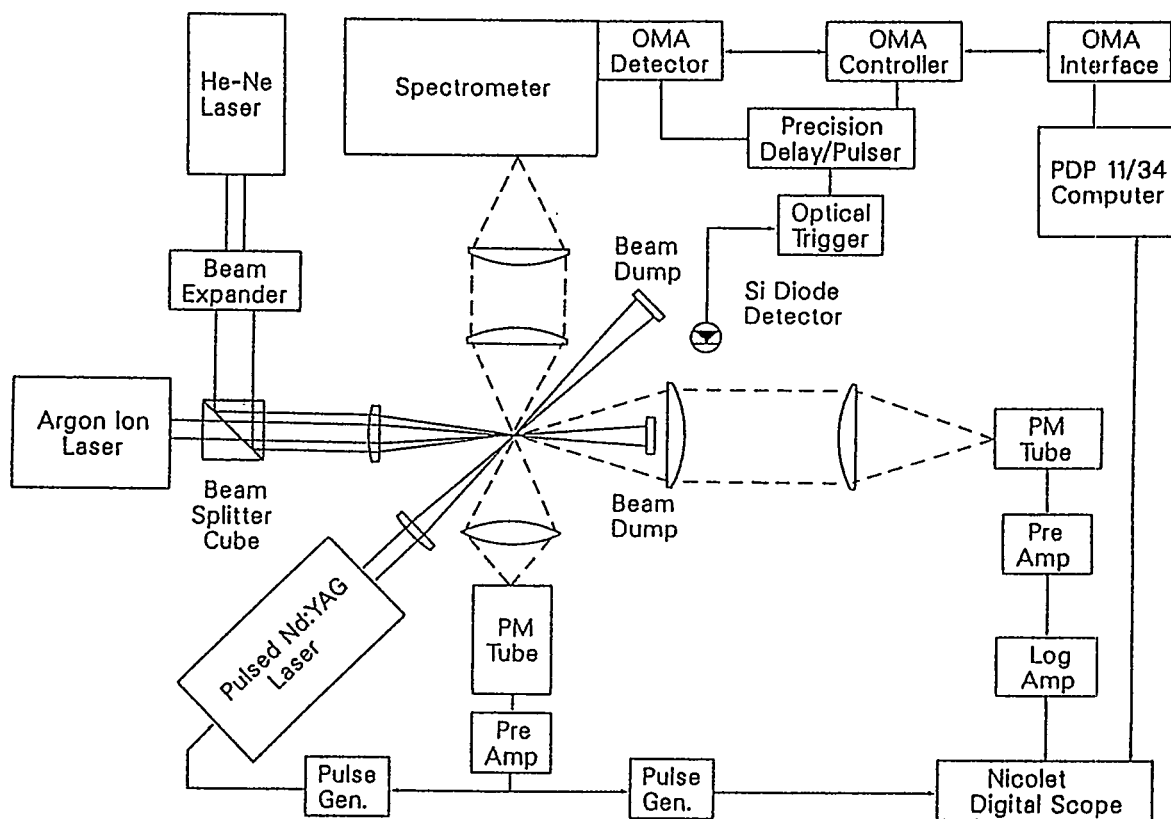 He-Ne
Laser
Spectrometer
OMA
Detector
OMA
Controller
OMA
Interface
Precision
Delay/Pulser
PDP 11/34
Computer
Optical
Trigger
Beam
Expander
Beam
Dump
Si Diode
Detector
Argon Ion
Laser
Beam
Splitter
Cube
Beam
Dump
PM
Tube
Pre
Amp
Log
Amp
Pulsed Nd:YAG
Laser
PM
Tube
Pre
Amp
Pulse
Gen.
Pulse
Gen.
Nicolet
Digital Scope